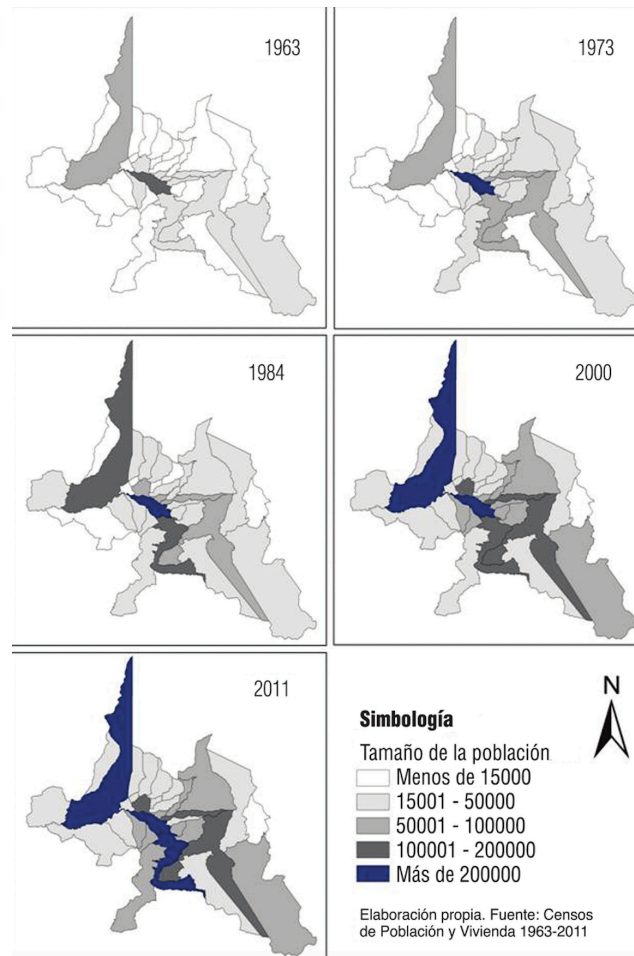 1963
1973
1984
2000
2011
N
Simbología
Tamaño de la población
Menos de 15000
15001 - 50000
50001 - 100000
100001 - 200000
Más de 200000
Elaboración propia. Fuente: Censos
de Población y Vivienda 1963-2011